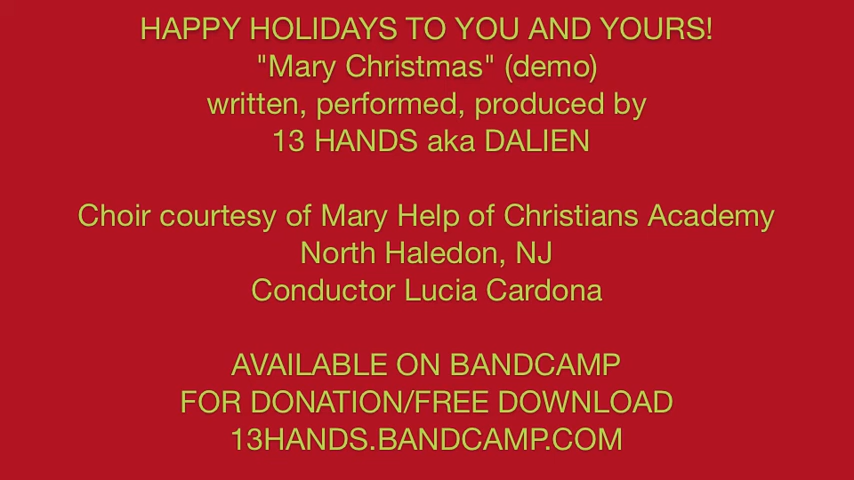 HAPPY HOLIDAYS TO YOU AND YOURS!
"Mary Christmas" (demo)
written, performed, produced by
13 HANDS aka DALIEN
Choir courtesy of Mary Help of Christians Academy
North Haledon, NJ
Conductor Lucia Cardona
AVAILABLE ON BANDCAMP
FOR DONATION/FREE DOWNLOAD
13HANDS.BANDCAMP.COM